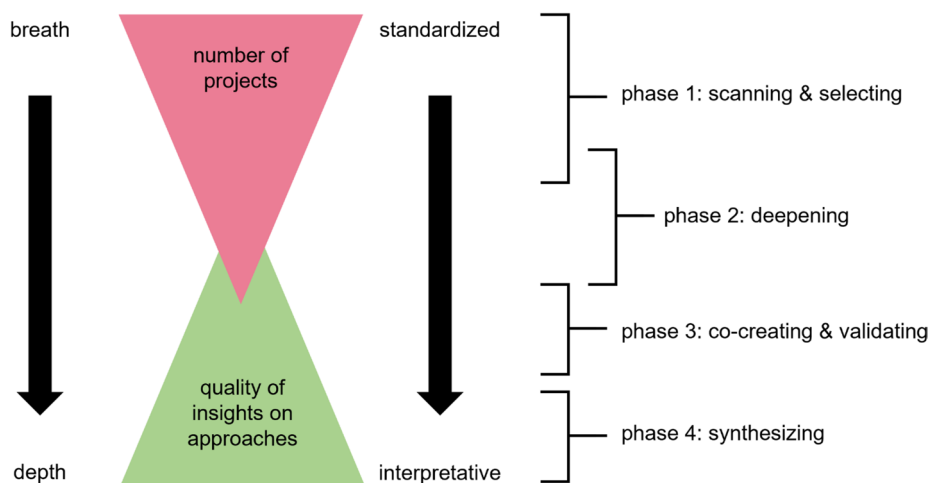 breath
number of
projects
standardized
phase 1: scanning & selecting
phase 2: deepening
phase 3: co-creating & validating
quality of
insights on
approaches
phase 4: synthesizing
depth
interpretative